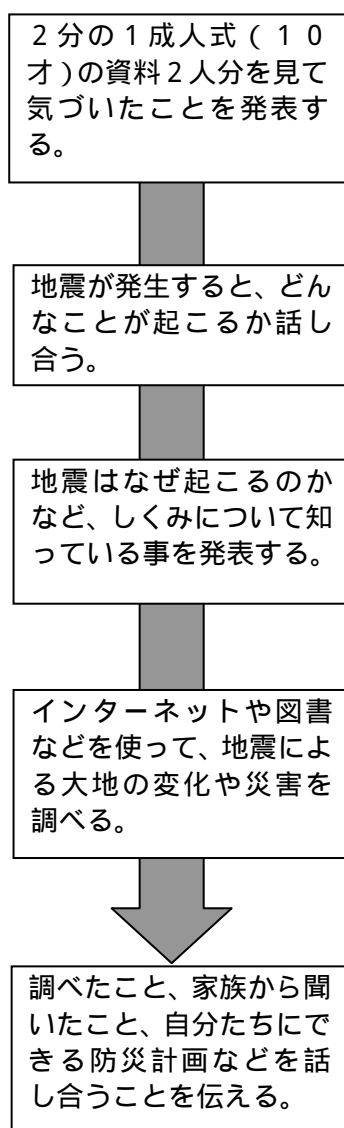 ２分の１成人式（１０
才）の資料２人分を見て
気づいたことを発表す
る。
地震が発生すると、どん
なことが起こるか話し
合う。
地震はなぜ起こるのか
など、しくみについて知
っている事を発表する。
インターネットや図書
などを使って、地震によ
る大地の変化や災害を
調べる。
調べたこと、家族から聞
いたこと、自分たちにで
きる防災計画などを話
し合うことを伝える。